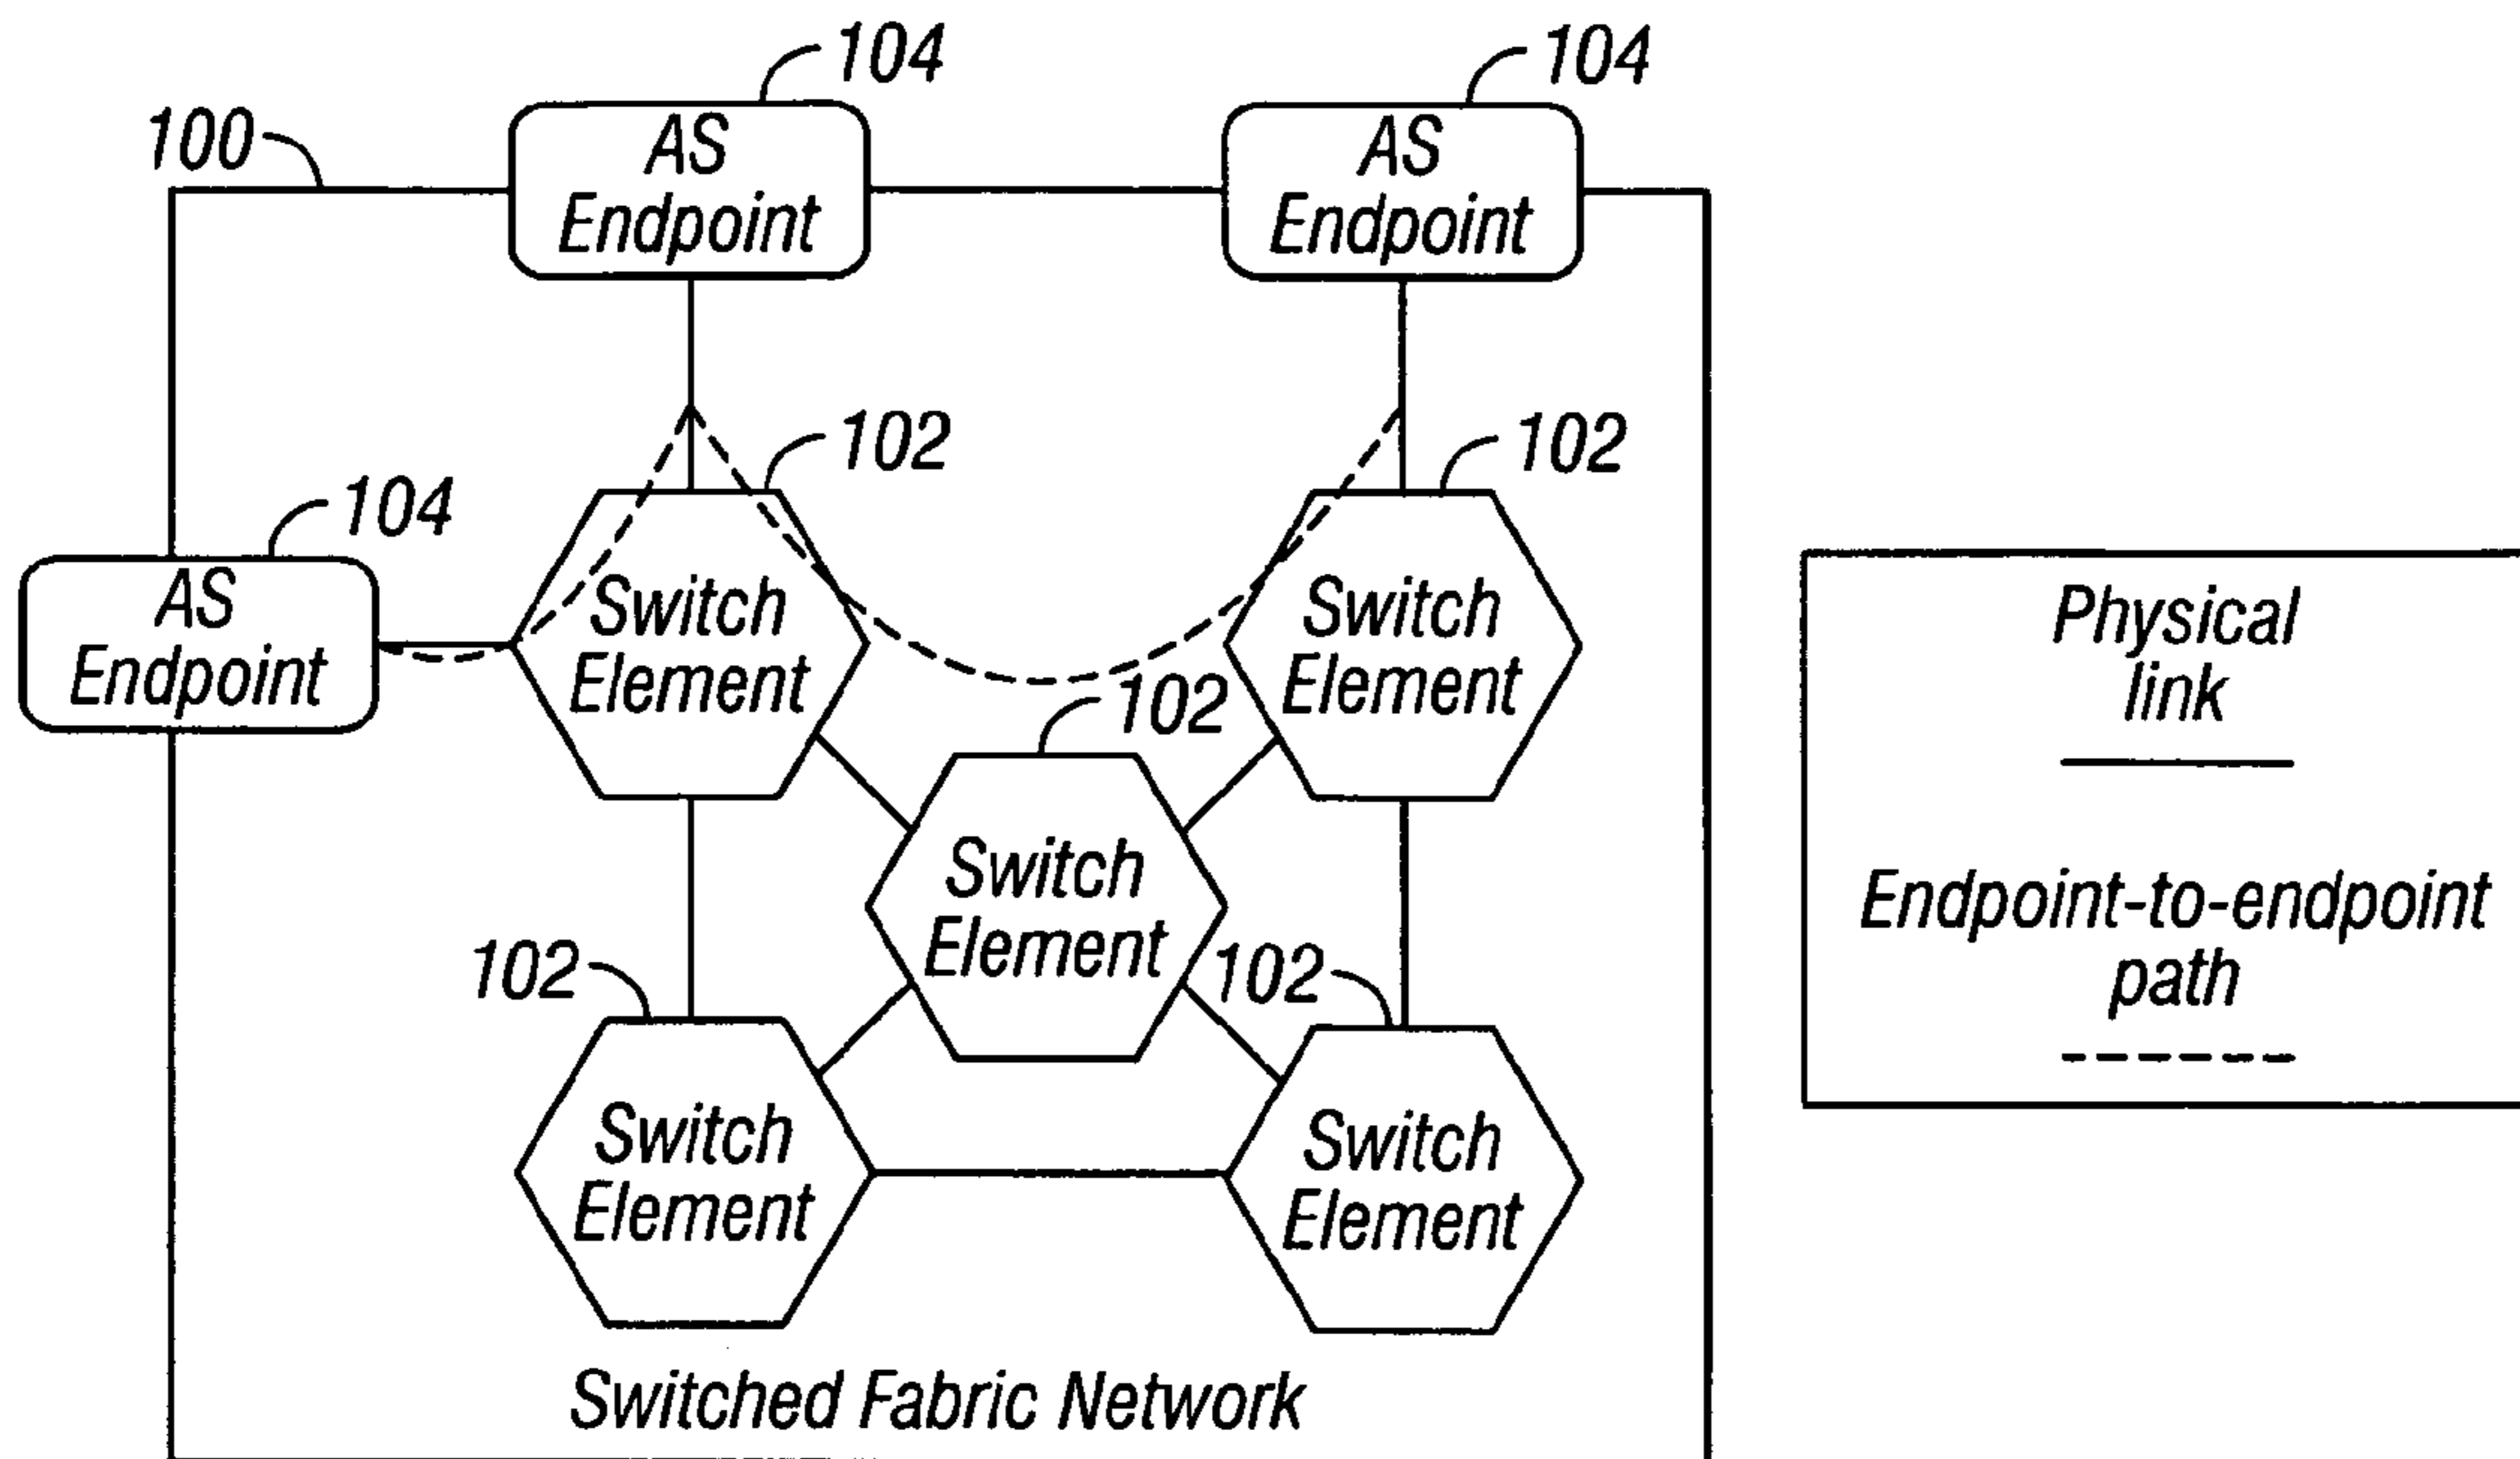 104
104
100
AS
Endpoint
AS
Endpoint
102
102
104
AS
Endpoint
Switch
Element
Switch
Element
102
Switch
Element
102
102
Switch
Element
Switch
Element
Switched Fabric Network
Physical
link
Endpoint-to-endpoint
path